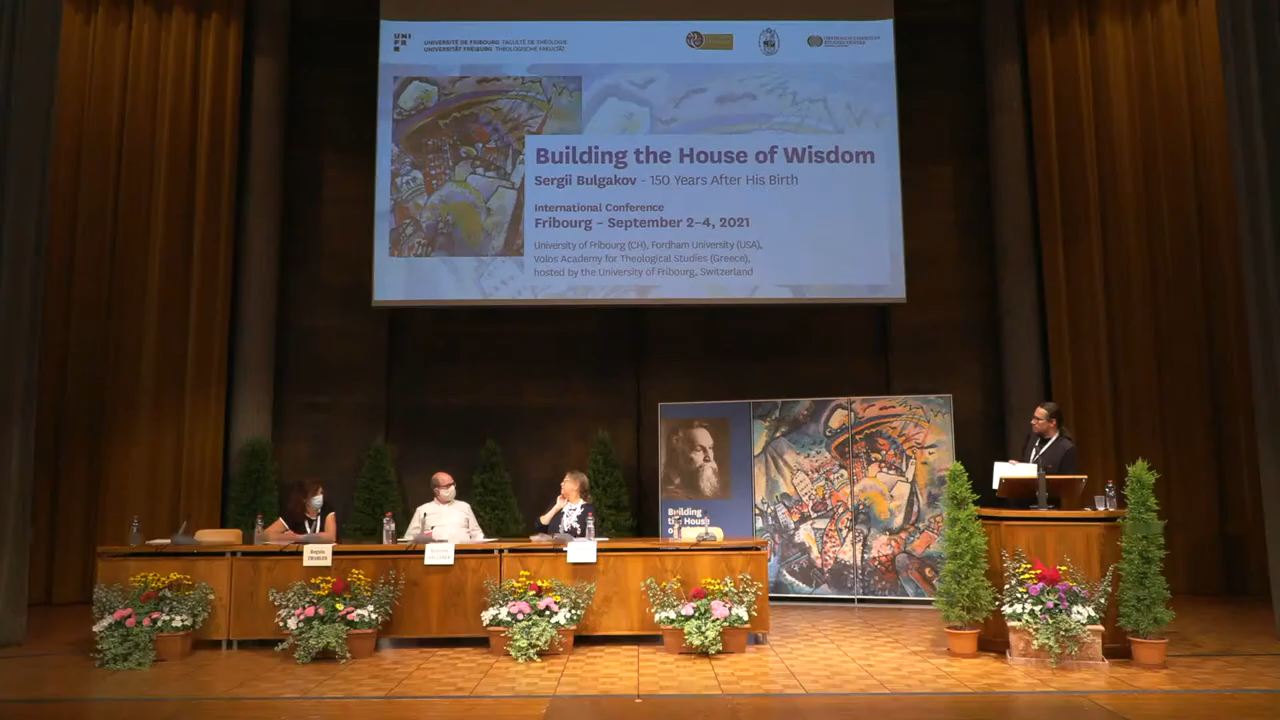 UNI
FR
UNIVERSITÉ DE FRIBOURG FACULTÉ DE THÉOLOGIE
UNIVERSITÄT FREIBURG THEOLOGISCHE FAKULTÄT
Building the House of Wisdom
Sergii Bulgakov - 150 Years After His Birth
International Conference
Fribourg – September 2–4, 2021
University of Fribourg (CH), Fordham University (USA),
Volos Academy for Theological Studies (Greece),
hosted by the University of Fribourg, Switzerland
Building
the House